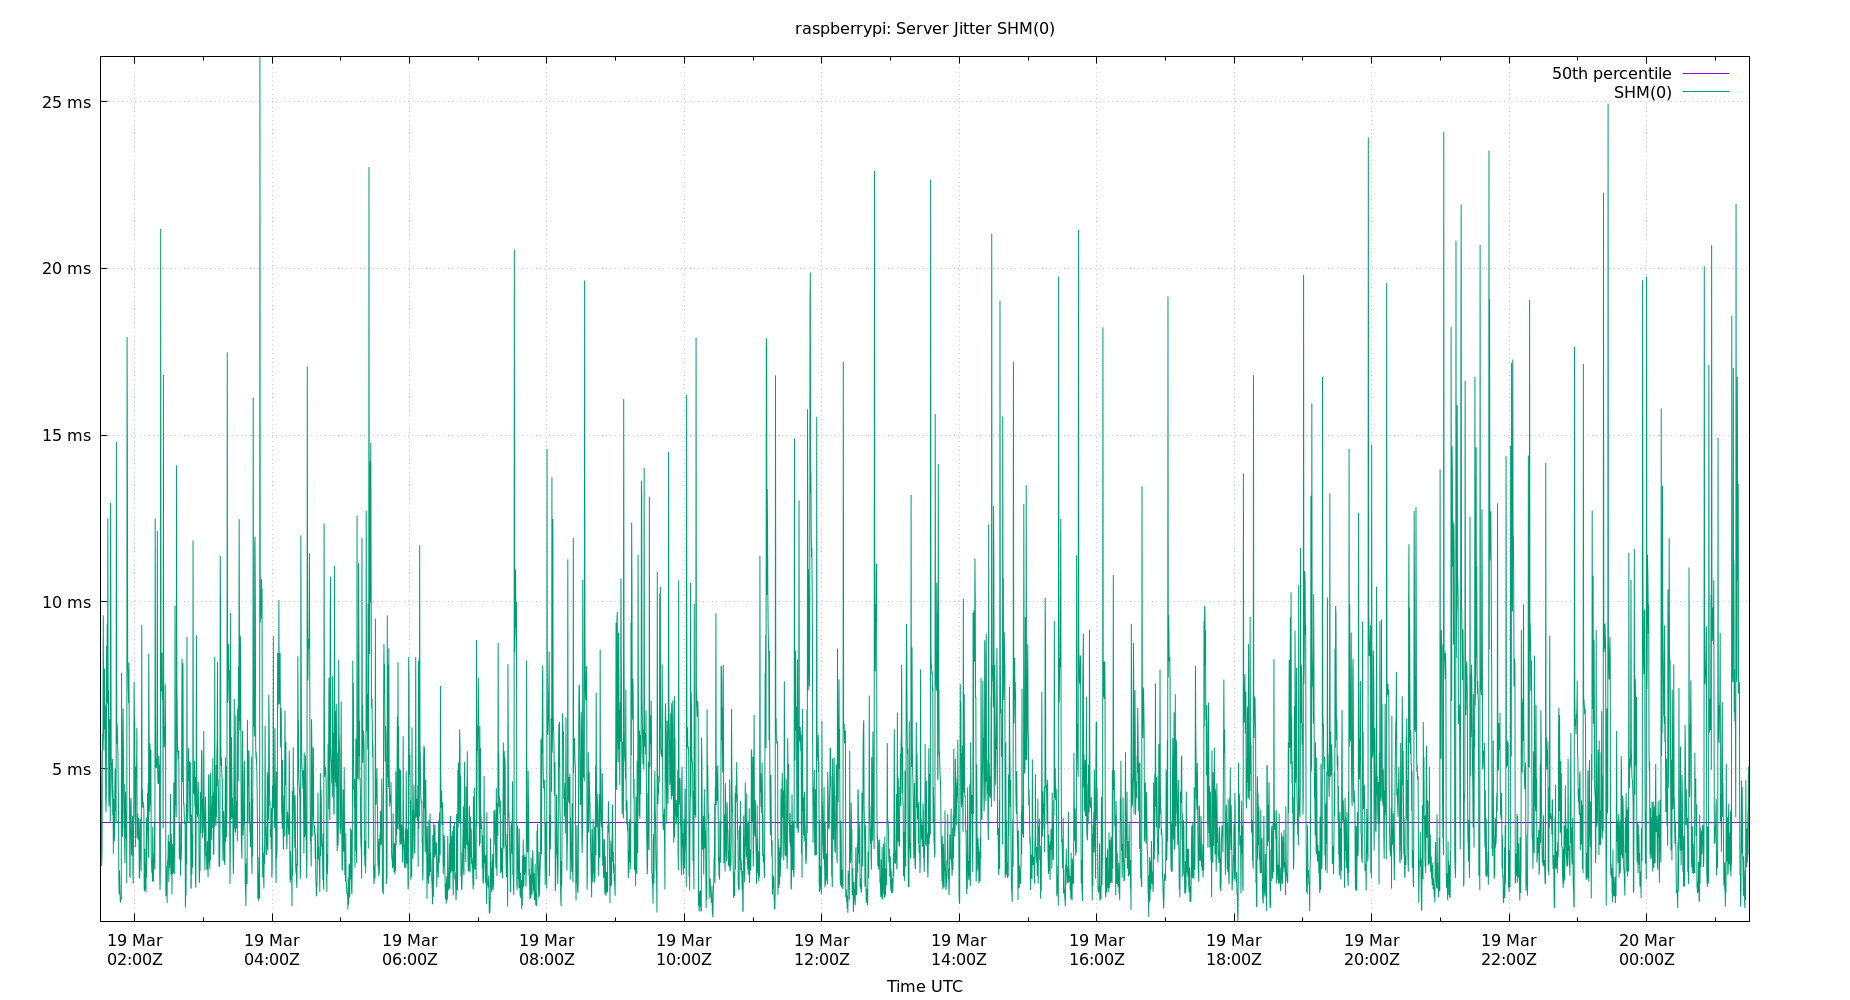 raspberrypi: Server Jitter SHM(0)
50th percentile
SHM(0)
25 ms
20 ms
15 ms
10 ms
5 ms
19 Mar 19 Mar 19 Mar 19 Mar 19 Mar 19 Mar 19 Mar 19 Mar 19 Mar 19 Mar 19 Mar 20 Mar
02:00Z 04:00Z 06:00Z 08:00Z 10:00Z 12:00Z 14:00Z 16:00Z 18:00Z 20:00Z 22:00Z 00:00Z
Time UTC